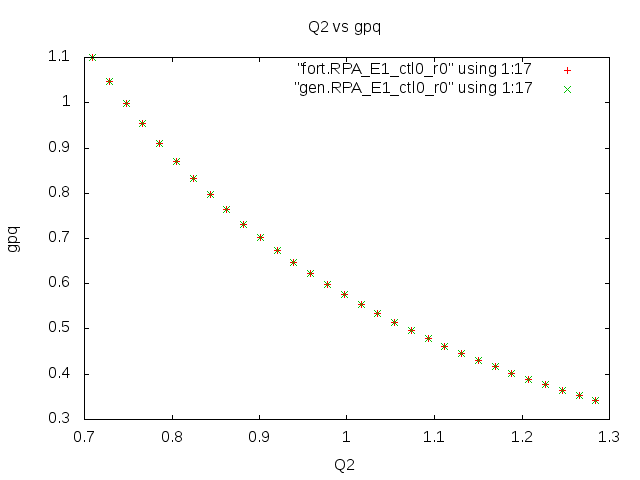 Q2 vs gpq
"fort.RPA_E1_ctl0_r0" using 1:17
"gen.RPA_E1_ctl0_r0" using 1:17
1.1
1
0.9
0.8
0.7
0.6
0.5
0.4
0.3
gpq
0.7 0.8 0.9 1 1.1 1.2 1.3
Q2